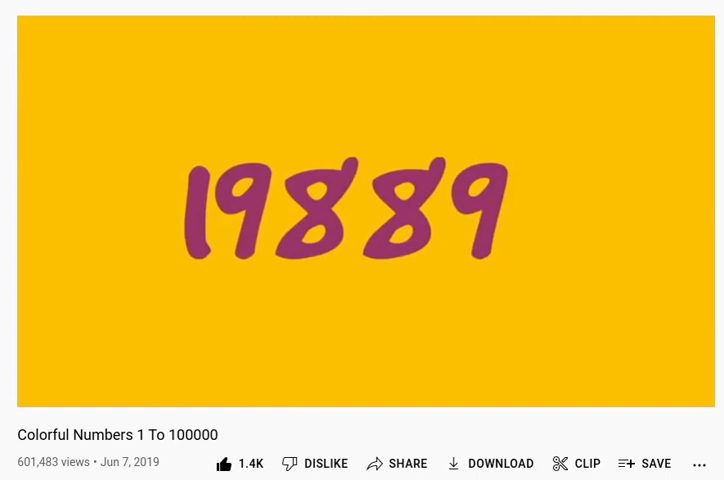 19889
Colorful Numbers 1 To 100000
601,483 views • Jun 7, 2019 1.4K DISLIKE SHARE DOWNLOAD CLIP SAVE